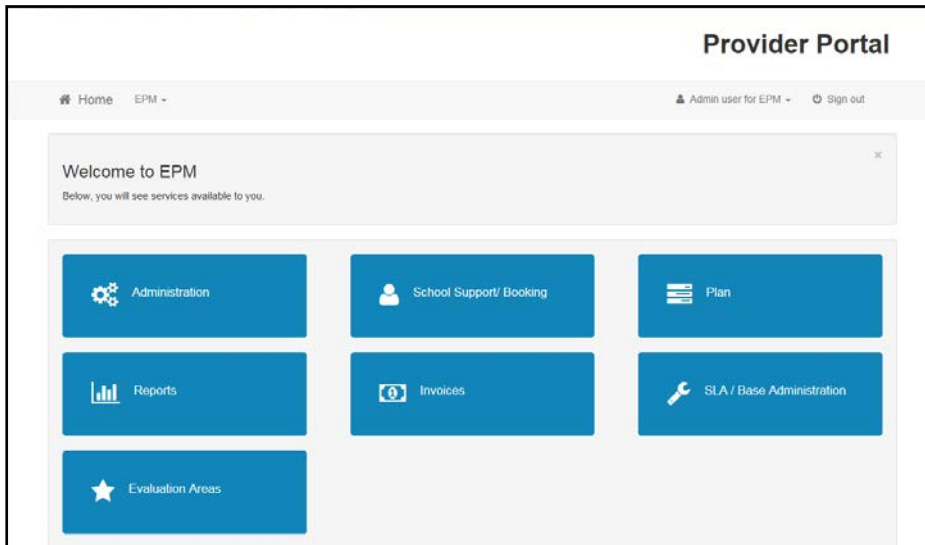 Provider Portal
Home EPM Admin user for EPM Sign out
Welcome to EPM
Below, you will see services available to you.
Administration School Support/ Booking Plan
Reports Invoices SLA / Base Administration
Evaluation Areas